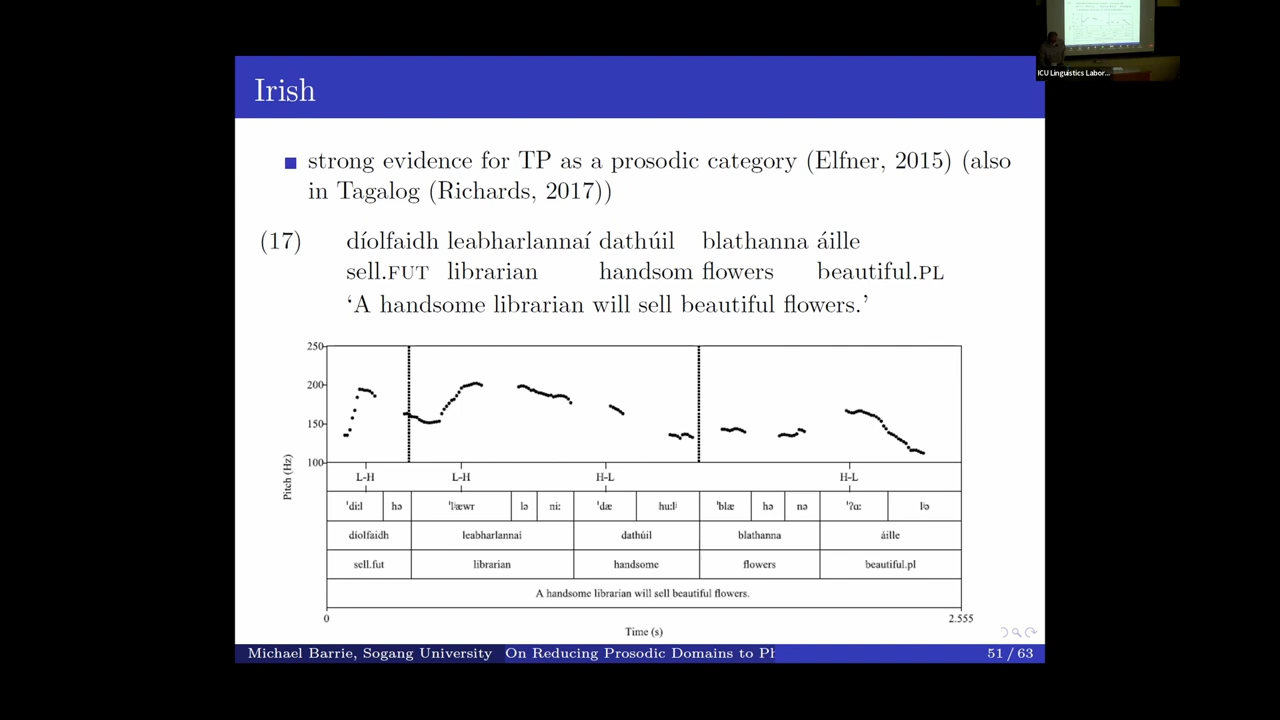 Irish
ICU Linguistics Labor...
strong evidence for TP as a prosodic category (Elfner, 2015) (also
in Tagalog (Richards, 2017))
(17) díolfaidh leabharlannaí dathúil blathanna áille
sell.FUT librarian handsom flowers beautiful.PL
‘A handsome librarian will sell beautiful flowers.’
250
200
150
100
Pitch (Hz)
L-H L-H H-L H-L
ˈdiːl hə ˈlʲæwr lə niː ˈdæ huːlʲ ˈblæ hə nə ˈʔɑː lʲə
díolfaidh leabharlannaí dathúil blathanna áille
sell.fut librarian handsome flowers beautiful.pl
A handsome librarian will sell beautiful flowers.
0 2.555
Time (s)
Michael Barrie, Sogang University On Reducing Prosodic Domains to Ph 51 / 63